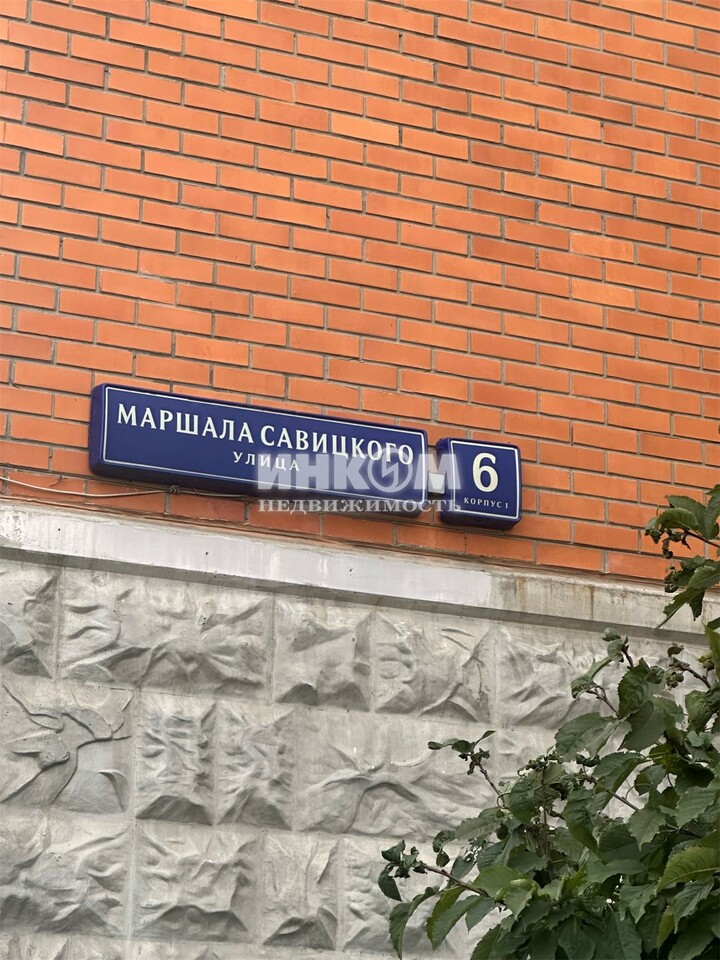 МАРШАЛА САВИЦКОГО
УЛИЦА
6
КОРПУС 1
ИНКОМ
НЕДВИЖИМОСТЬ